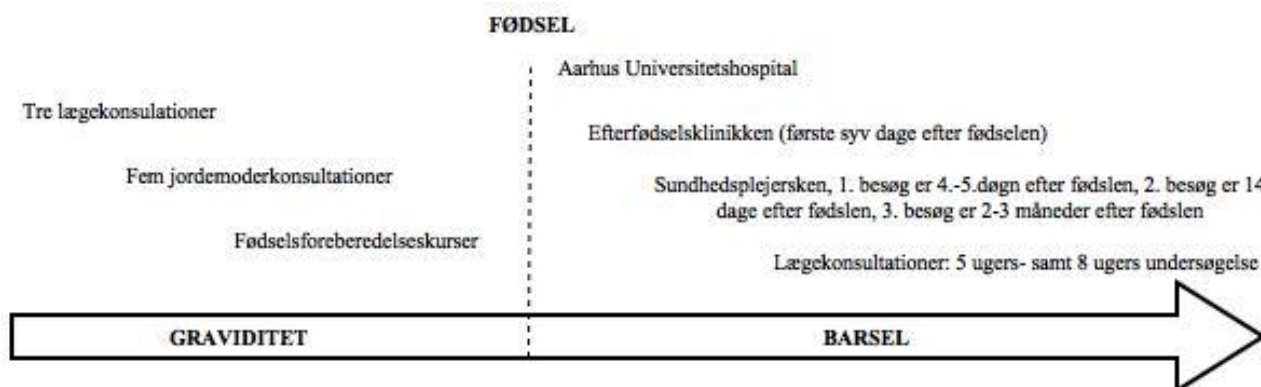 FØDSEL
Aarhus Universitetshospital
Tre lægekonsulationer
Efterfødselsklinikken (første syv dage efter fødselen)
Fem jordemoderkonsultationer
Sundhedsplejersken, 1. besøg er 4.-5.døgn efter fødslen, 2. besøg er 14
dage efter fødslen, 3. besøg er 2-3 måneder efter fødslen
Fødselsforeberedelseskurser
Lægekonsultationer: 5 ugers- samt 8 ugers undersøgelse
GRAVIDITET
BARSEL